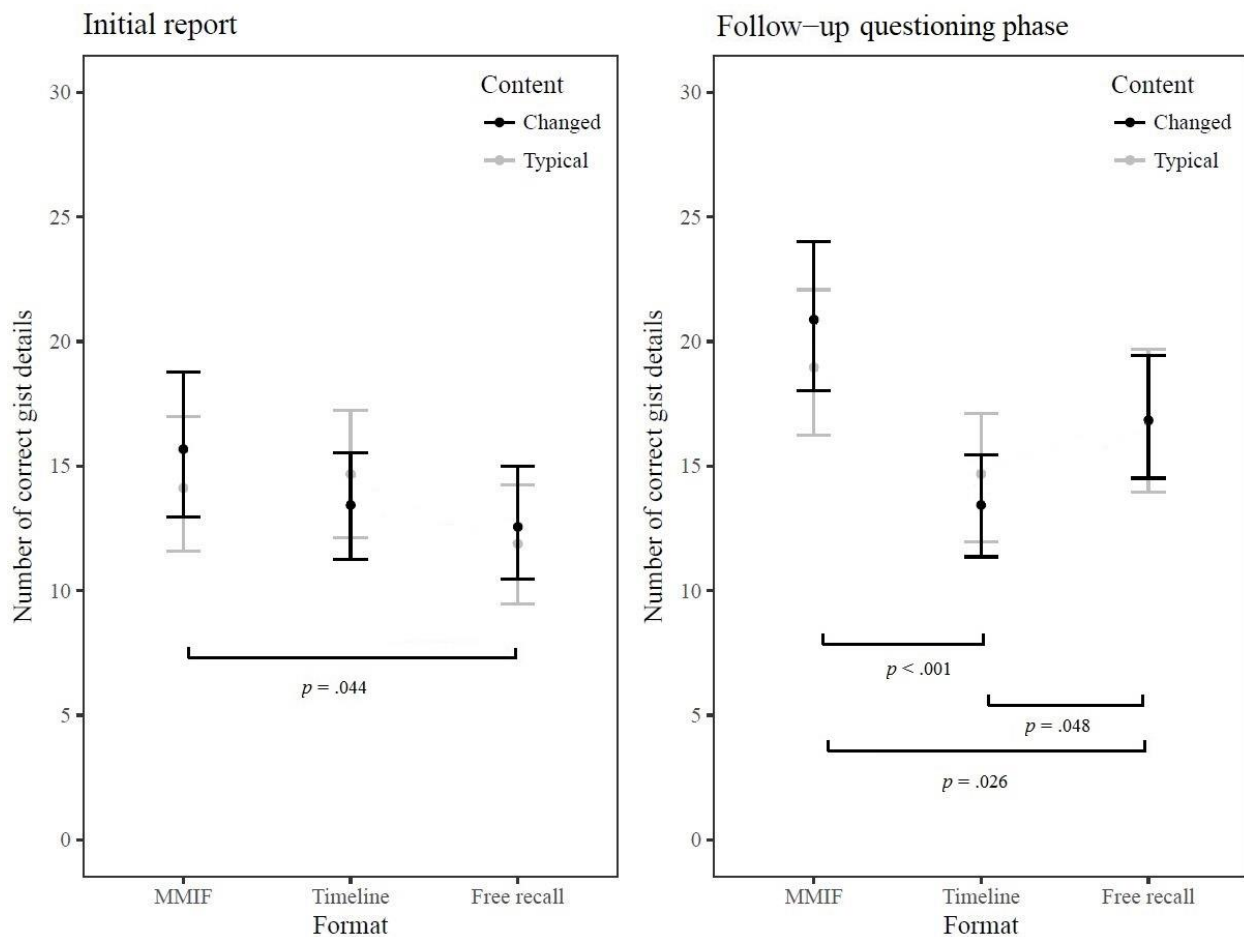 Initial report
Number of correct gist details
30
25
20
15
10
5
0
Content
Changed
Typical
p = .044
MMIF
Timeline
Free recall
Format
Follow−up questioning phase
Number of correct gist details
30
25
20
15
10
5
0
Content
Changed
Typical
p < .001
p = .048
p = .026
MMIF
Timeline
Free recall
Format